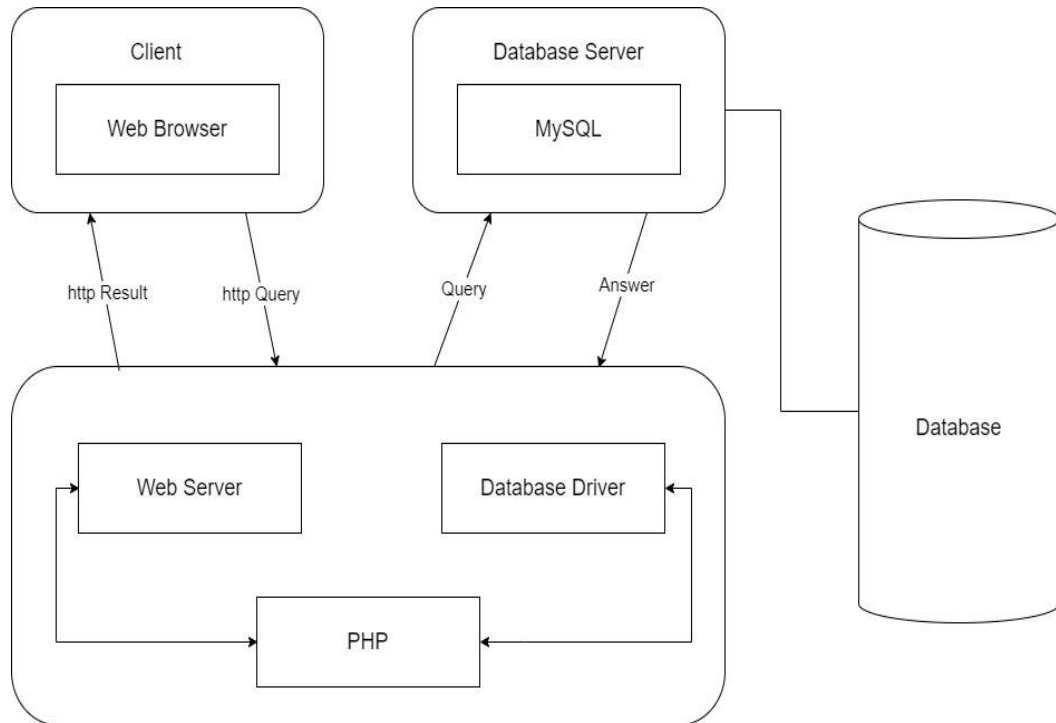 Client
Web Browser
Database Server
MySQL
http Result
http Query
Query
Answer
Database
Web Server
Database Driver
PHP